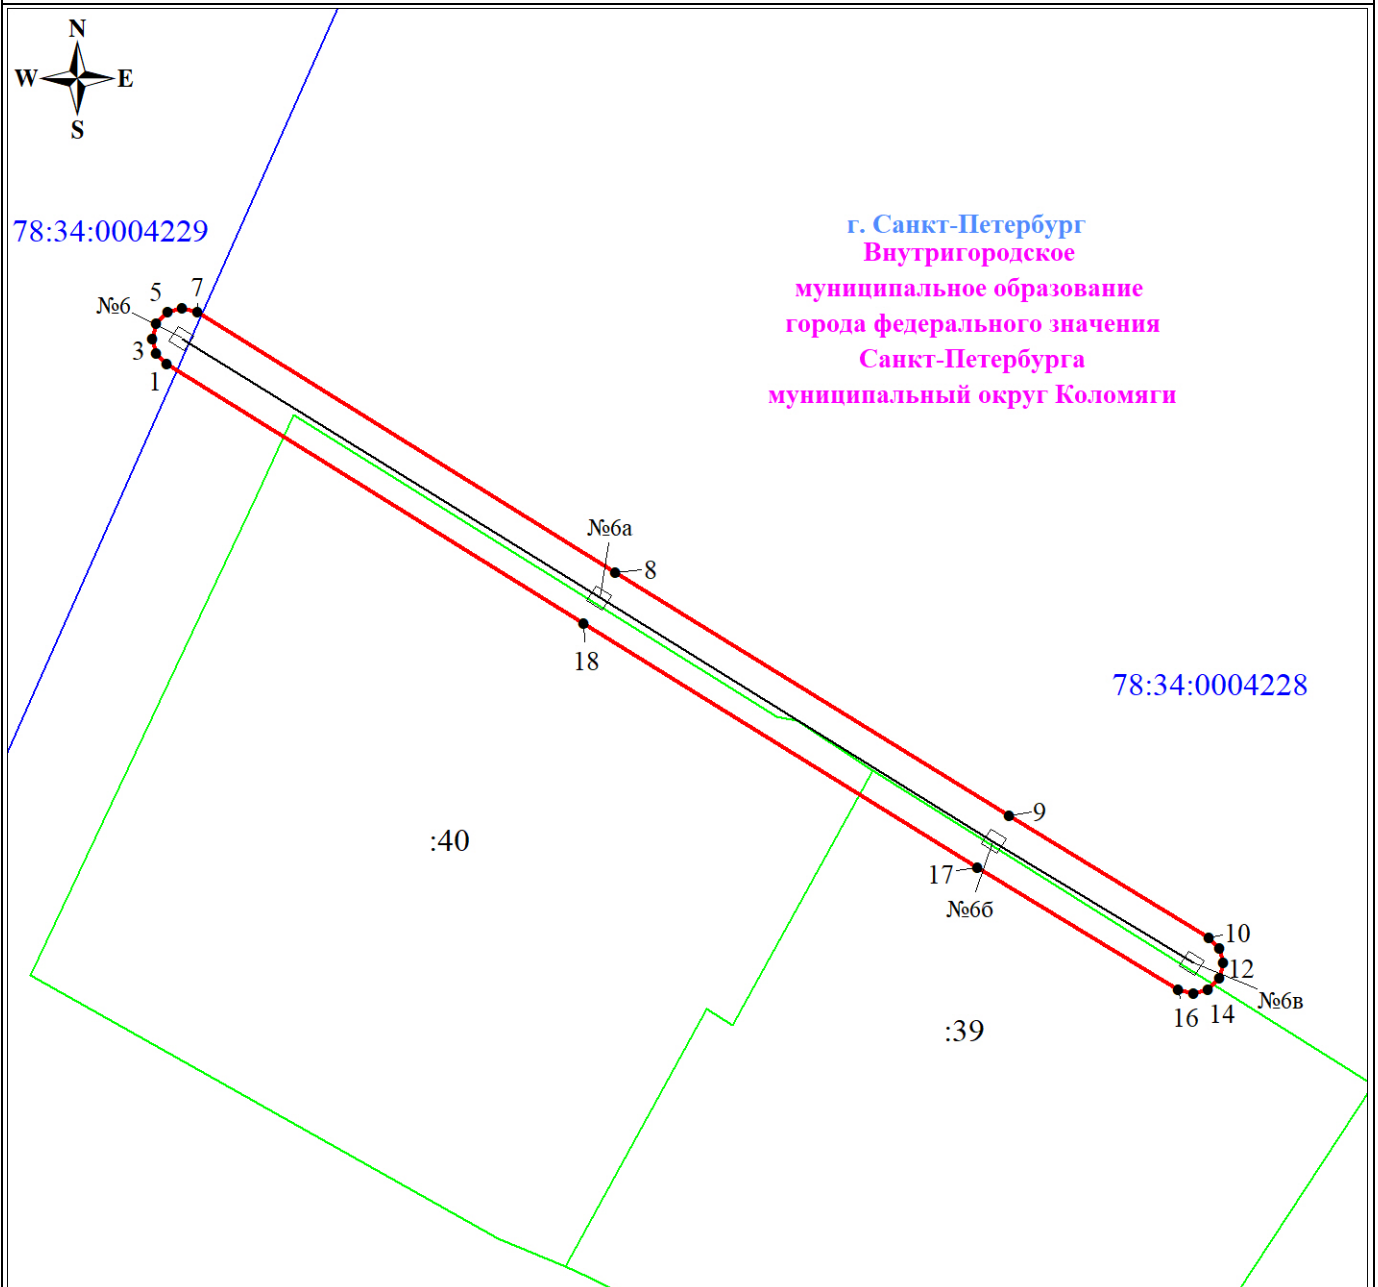 N
W E
S
78:34:0004229
г. Санкт-Петербург
Внутригородское
муниципальное образование
города федерального значения
Санкт-Петербурга
муниципальный округ Коломяги
5 7
№6
3
1
№6а
8
18
78:34:0004228
9
:40
17
№6б
10
12
№6в
16 14
:39